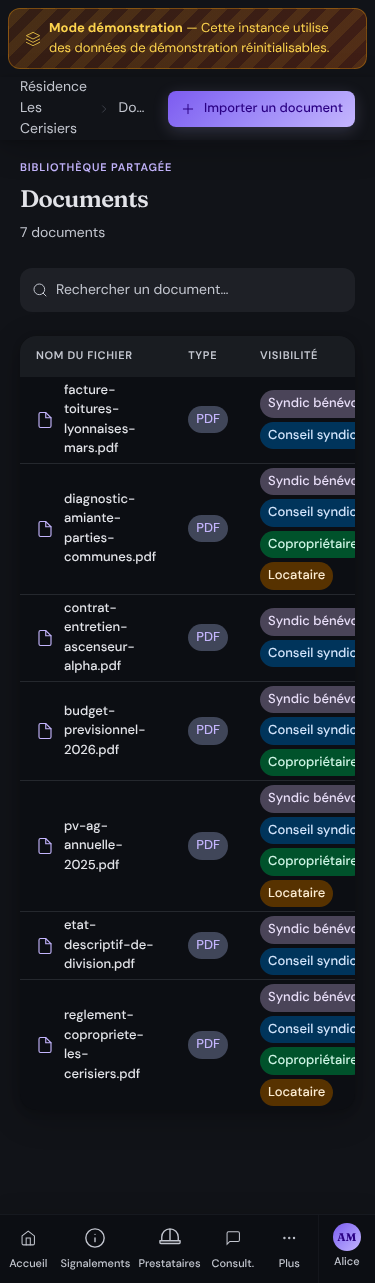 Mode démonstration — Cette instance utilise
des données de démonstration réinitialisables.
Résidence
Les
Cerisiers
Do...
Importer un document
BIBLIOTHÈQUE PARTAGÉE
Documents
7 documents
Rechercher un document...
NOM DU FICHIER TYPE VISIBILITÉ
facture-
toitures-
lyonnaises-
mars.pdf
PDF
Syndic bénévo
Conseil syndic
diagnostic-
amiante-
parties-
communes.pdf
PDF
Syndic bénévo
Conseil syndic
Copropriétaire
Locataire
contrat-
entretien-
ascenseur-
alpha.pdf
PDF
Syndic bénévo
Conseil syndic
budget-
previsionnel-
2026.pdf
PDF
Syndic bénévo
Conseil syndic
Copropriétaire
pv-ag-
annuelle-
2025.pdf
PDF
Syndic bénévo
Conseil syndic
Copropriétaire
Locataire
etat-
descriptif-de-
division.pdf
PDF
Syndic bénévo
Conseil syndic
reglement-
copropriete-
les-
cerisiers.pdf
PDF
Syndic bénévo
Conseil syndic
Copropriétaire
Locataire
Accueil Signalements Prestataires Consult. Plus
AM
Alice